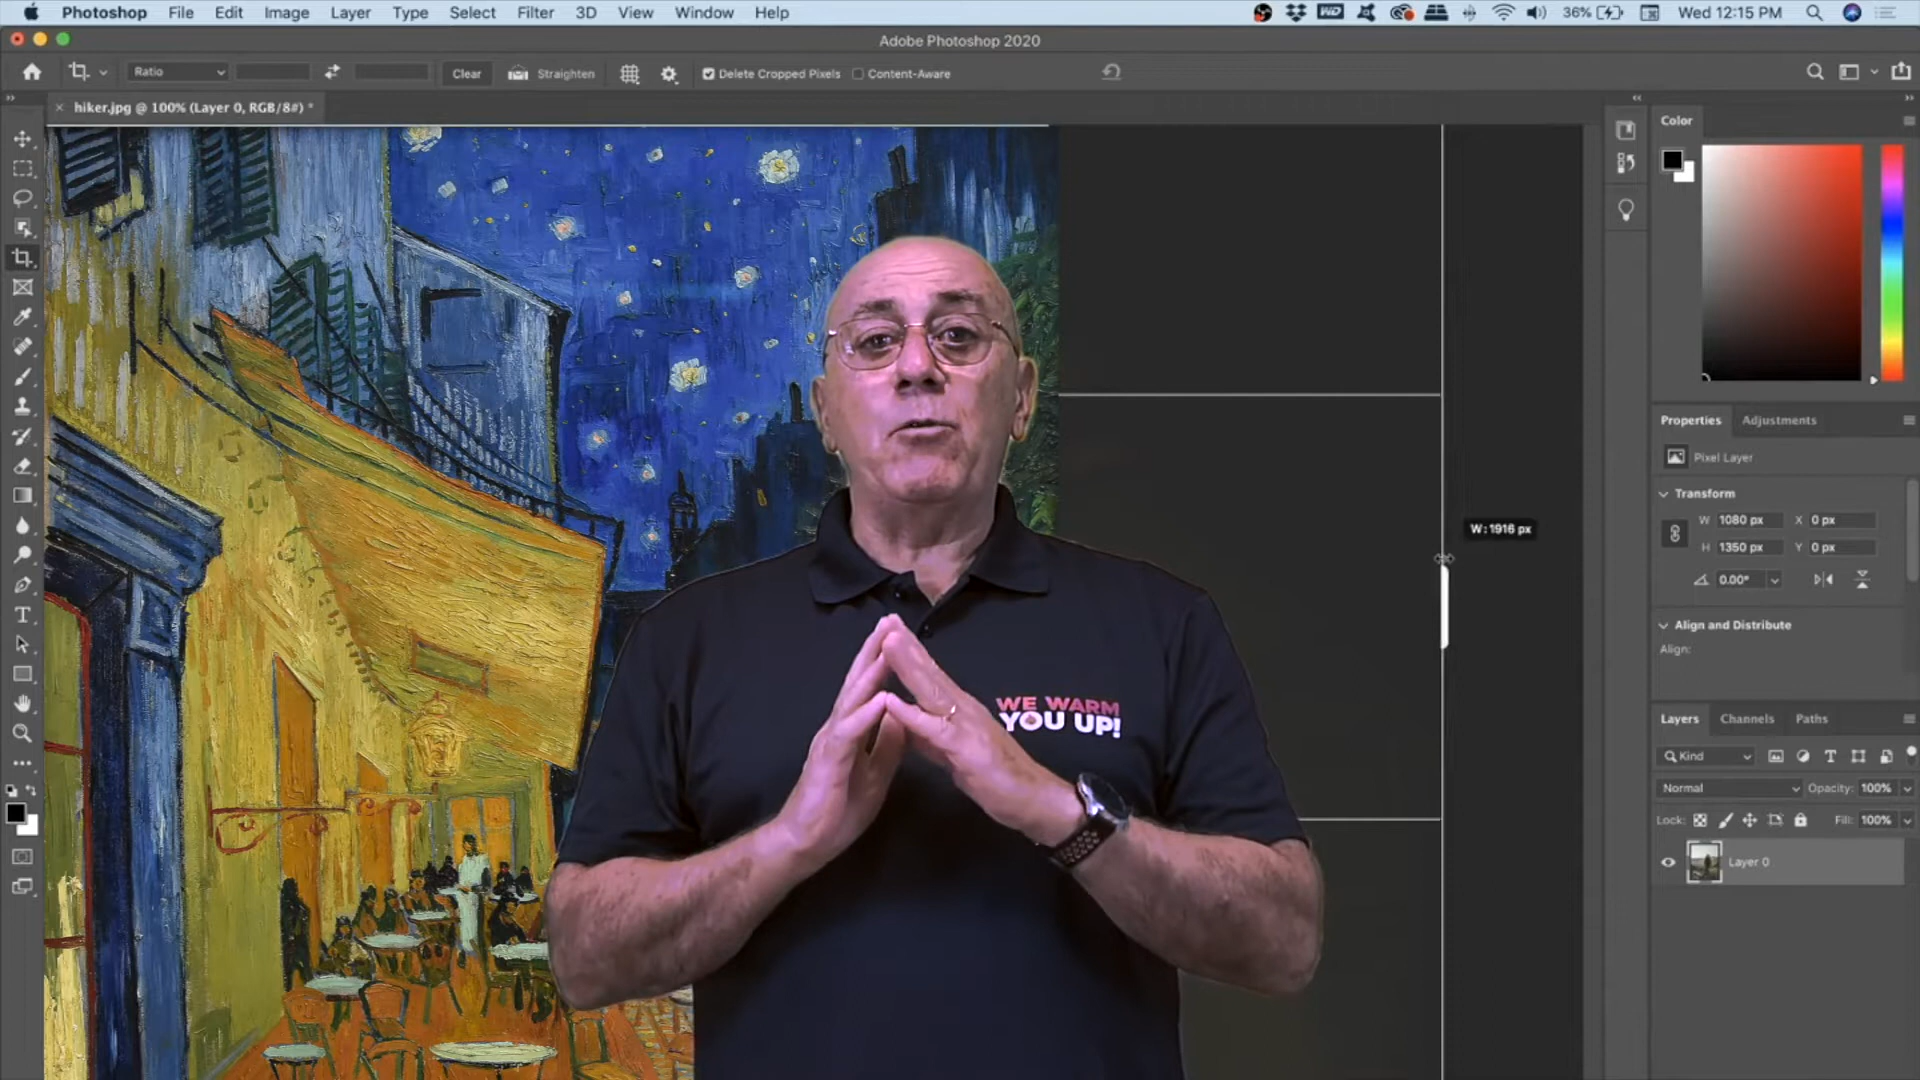 Photoshop File Edit Image Layer Type Select Filter 3D View Window Help 36% Wed 12:15 PM
Adobe Photoshop 2020
Ratio Clear Straighten Delete Cropped Pixels Content-Aware
hiker.jpg @ 100% (Layer 0, RGB/8#) *
Color
Properties Adjustments
Pixel Layer
Transform
W 1080 px X 0 px
W: 1916 px
H 1350 px Y 0 px
0.00°
Align and Distribute
Align:
WE WARM
YOU UP!
Layers Channels Paths
Kind
Normal Opacity: 100%
Lock: Fill: 100%
Layer 0